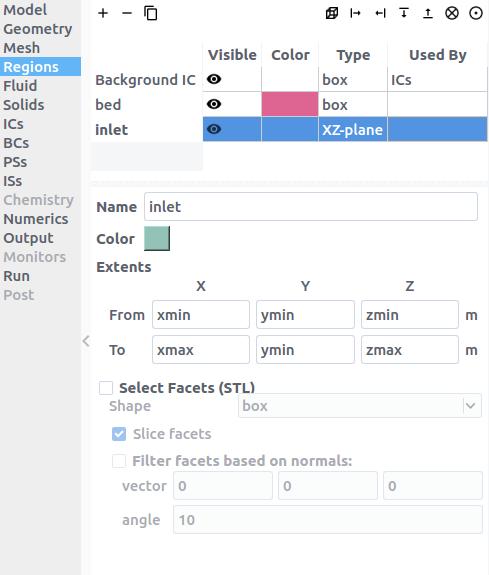 Model
Geometry
Mesh
Regions
Fluid
Solids
ICs
BCs
PSs
ISs
Chemistry
Numerics
Output
Monitors
Run
Post
Visible Color Type Used By
Background IC box ICs
bed box
inlet XZ-plane
Name inlet
Color
Extents
X Y Z
From xmin ymin zmin m
To xmax ymin zmax m
Select Facets (STL)
Shape box
Slice facets
Filter facets based on normals:
vector 0 0 0
angle 10